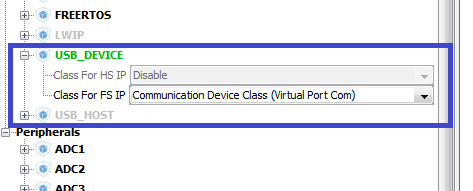 FREERTOS
LWIP
USB_DEVICE
Class For HS IP Disable
Class For FS IP Communication Device Class (Virtual Port Com)
USB_HOST
Peripherals
ADC1
ADC2
ADC3